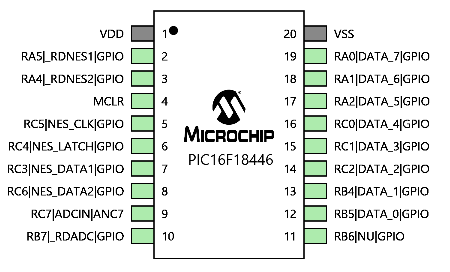 VDD 1 20 VSS
RA5|_RDNES1|GPIO 2 19 RA0|DATA_7|GPIO
RA4|_RDNES2|GPIO 3 18 RA1|DATA_6|GPIO
MCLR 4 17 RA2|DATA_5|GPIO
RC5|NES_CLK|GPIO 5 16 RC0|DATA_4|GPIO
MICROCHIP
RC4|NES_LATCH|GPIO 6 15 RC1|DATA_3|GPIO
PIC16F18446
RC3|NES_DATA1|GPIO 7 14 RC2|DATA_2|GPIO
RC6|NES_DATA2|GPIO 8 13 RB4|DATA_1|GPIO
RC7|ADCIN|ANC7 9 12 RB5|DATA_0|GPIO
RB7|_RDADC|GPIO 10 11 RB6|NU|GPIO